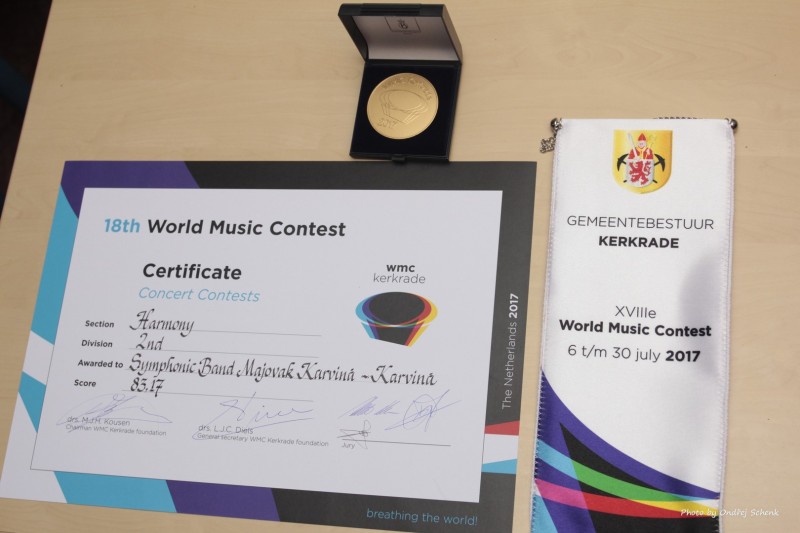 18th World Music Contest
Certificate
Concert Contests
wmc
kerkrade
Section Harmony
Division 2nd
Awarded to Symphonic Band Majovak Karviná - Karviná
Score 83,17
drs. M.J.M. Kousen
Chairman WMC Kerkrade foundation
drs. L.J.C. Diels
General secretary WMC Kerkrade foundation
Jury
The Netherlands 2017
breathing the world!
GEMEENTEBESTUUR
KERKRADE
XVIIIe
World Music Contest
6 t/m 30 july 2017
Photo by Ondřej Schenk